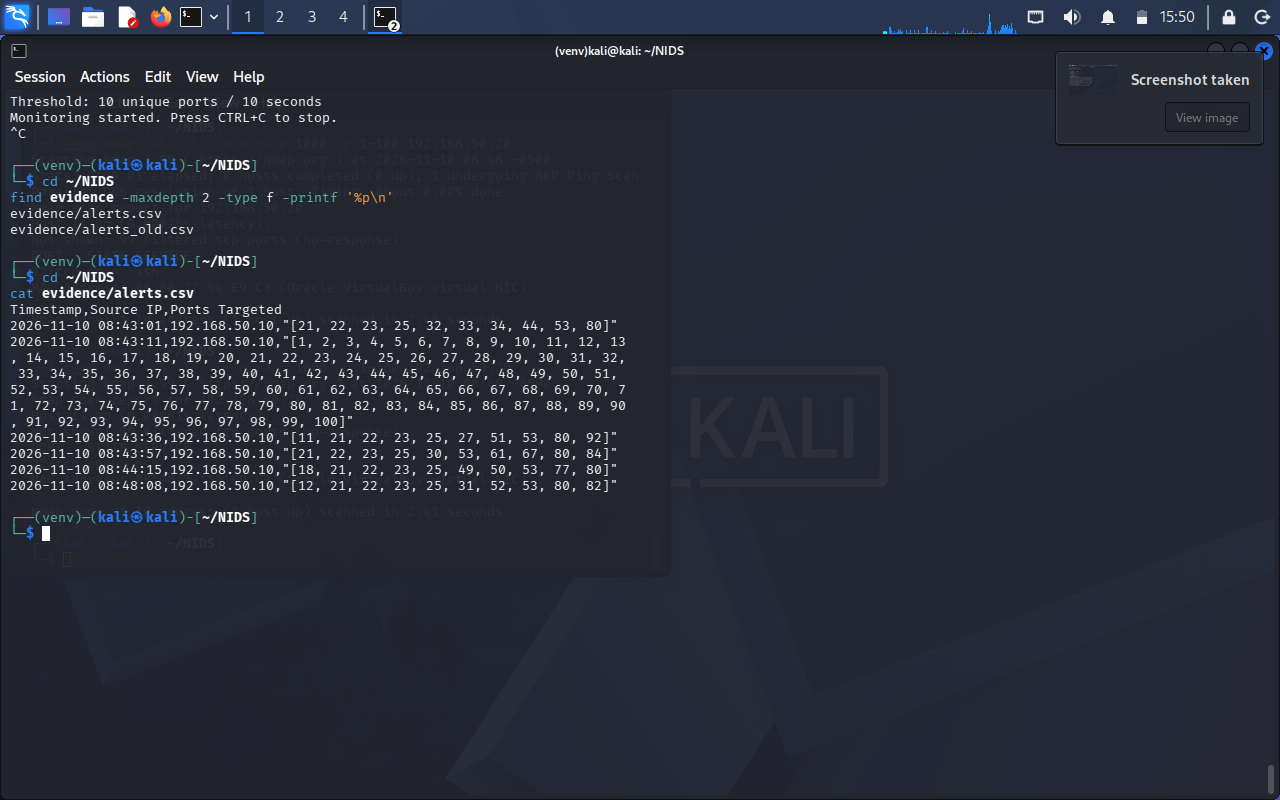 1 2 3 4 2 15:50
(venv)kali@kali: ~/NIDS
Session Actions Edit View Help
Screenshot taken
View image
Threshold: 10 unique ports / 10 seconds
Monitoring started. Press CTRL+C to stop.
^C
┌──(venv)─(kali㉿kali)-[~/NIDS]
└─$ cd ~/NIDS
find evidence -maxdepth 2 -type f -printf '%p\n'
evidence/alerts.csv
evidence/alerts_old.csv
┌──(venv)─(kali㉿kali)-[~/NIDS]
└─$ cd ~/NIDS
cat evidence/alerts.csv
Timestamp,Source IP,Ports Targeted
2026-11-10 08:43:01,192.168.50.10,"[21, 22, 23, 25, 32, 33, 34, 44, 53, 80]"
2026-11-10 08:43:11,192.168.50.10,"[1, 2, 3, 4, 5, 6, 7, 8, 9, 10, 11, 12, 13
, 14, 15, 16, 17, 18, 19, 20, 21, 22, 23, 24, 25, 26, 27, 28, 29, 30, 31, 32,
 33, 34, 35, 36, 37, 38, 39, 40, 41, 42, 43, 44, 45, 46, 47, 48, 49, 50, 51,
52, 53, 54, 55, 56, 57, 58, 59, 60, 61, 62, 63, 64, 65, 66, 67, 68, 69, 70, 7
1, 72, 73, 74, 75, 76, 77, 78, 79, 80, 81, 82, 83, 84, 85, 86, 87, 88, 89, 90
, 91, 92, 93, 94, 95, 96, 97, 98, 99, 100]"
2026-11-10 08:43:36,192.168.50.10,"[11, 21, 22, 23, 25, 27, 51, 53, 80, 92]"
2026-11-10 08:43:57,192.168.50.10,"[21, 22, 23, 25, 30, 53, 61, 67, 80, 84]"
2026-11-10 08:44:15,192.168.50.10,"[18, 21, 22, 23, 25, 49, 50, 53, 77, 80]"
2026-11-10 08:48:08,192.168.50.10,"[12, 21, 22, 23, 25, 31, 52, 53, 80, 82]"
┌──(venv)─(kali㉿kali)-[~/NIDS]
└─$
KALI